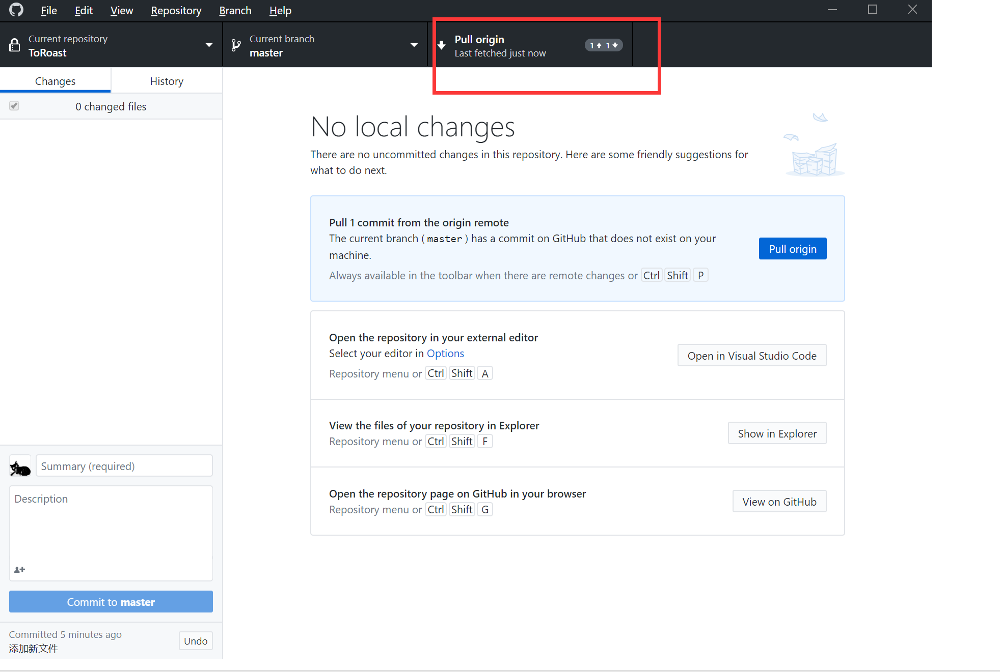 File Edit View Repository Branch Help
Current repository
ToRoast
Current branch
master
Pull origin
Last fetched just now
1 1
Changes
History
0 changed files
No local changes
There are no uncommitted changes in this repository. Here are some friendly suggestions for
what to do next.
Pull 1 commit from the origin remote
The current branch ( master ) has a commit on GitHub that does not exist on your
machine.
Always available in the toolbar when there are remote changes or Ctrl Shift P
Pull origin
Open the repository in your external editor
Select your editor in Options
Repository menu or Ctrl Shift A
Open in Visual Studio Code
View the files of your repository in Explorer
Repository menu or Ctrl Shift F
Show in Explorer
Open the repository page on GitHub in your browser
Repository menu or Ctrl Shift G
View on GitHub
Summary (required)
Description
Commit to master
Committed 5 minutes ago
添加新文件
Undo